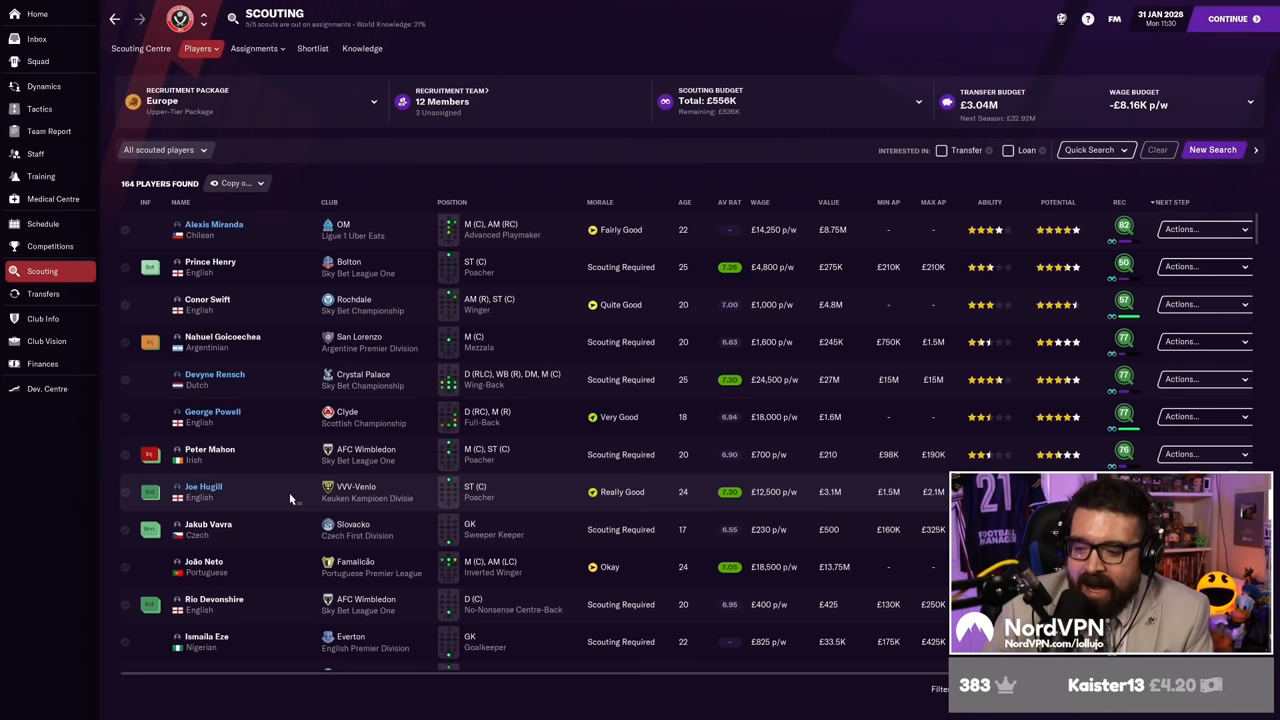 Home
SCOUTING
5/5 scouts are out on assignments - World Knowledge: 21%
FM
31 JAN 2028
Mon 11:30
CONTINUE
Inbox
Squad
Dynamics
Tactics
Team Report
Staff
Training
Medical Centre
Schedule
Competitions
Scouting
Transfers
Club Info
Club Vision
Finances
Dev. Centre
Scouting Centre
Players
Assignments
Shortlist
Knowledge
RECRUITMENT PACKAGE
Europe
Upper-Tier Package
RECRUITMENT TEAM
12 Members
3 Unassigned
SCOUTING BUDGET
Total: £556K
Remaining: £536K
TRANSFER BUDGET
£3.04M
Next Season: £32.92M
WAGE BUDGET
-£8.16K p/w
All scouted players
INTERESTED IN:
Transfer
Loan
Quick Search
Clear
New Search
164 PLAYERS FOUND
Copy o...
INF NAME CLUB POSITION MORALE AGE AV RAT WAGE VALUE MIN AP MAX AP ABILITY POTENTIAL REC NEXT STEP
Alexis Miranda OM M (C), AM (RC) Fairly Good 22 - £14,250 p/w £8.75M - - 82 Actions...
Chilean Ligue 1 Uber Eats Advanced Playmaker
Sct Prince Henry Bolton ST (C) Scouting Required 25 7.26 £4,800 p/w £275K £210K £210K 50 Actions...
English Sky Bet League One Poacher
Conor Swift Rochdale AM (R), ST (C) Quite Good 20 7.00 £1,000 p/w £4.8M - - 57 Actions...
English Sky Bet Championship Winger
Inj Nahuel Goicoechea San Lorenzo M (C) Scouting Required 20 6.63 £1,600 p/w £245K £750K £1.5M 77 Actions...
Argentinian Argentine Premier Division Mezzala
Devyne Rensch Crystal Palace D (RLC), WB (R), DM, M (C) Scouting Required 25 7.20 £24,500 p/w £27M £15M £15M 77 Actions...
Dutch Sky Bet Championship Wing-Back
George Powell Clyde D (RC), M (R) Very Good 18 6.94 £18,000 p/w £1.6M - - 77 Actions...
English Scottish Championship Full-Back
Inj Peter Mahon AFC Wimbledon M (C), ST (C) Scouting Required 20 6.90 £700 p/w £210 £98K £190K 76 Actions...
Irish Sky Bet League One Poacher
Joe Hugill VVV-Venlo ST (C) Really Good 24 7.30 £12,500 p/w £3.1M £1.5M £2.1M
English Keuken Kampioen Divisie Poacher
Wnt Jakub Vavra Slovacko GK Scouting Required 17 6.55 £230 p/w £500 £160K £325K
Czech Czech First Division Sweeper Keeper
João Neto Famalicão M (C), AM (LC) Okay 24 7.05 £18,500 p/w £13.75M - -
Portuguese Portuguese Premier League Inverted Winger
Rio Devonshire AFC Wimbledon D (C) Scouting Required 20 6.95 £400 p/w £425 £130K £250K
English Sky Bet League One No-Nonsense Centre-Back
Ismaila Eze Everton GK Scouting Required 22 - £825 p/w £33.5K £175K £425K
Nigerian English Premier Division Goalkeeper
FOOTBALL
MANAGER
NordVPN®
NordVPN.com/lollujo
383 Kaister13 £4.20